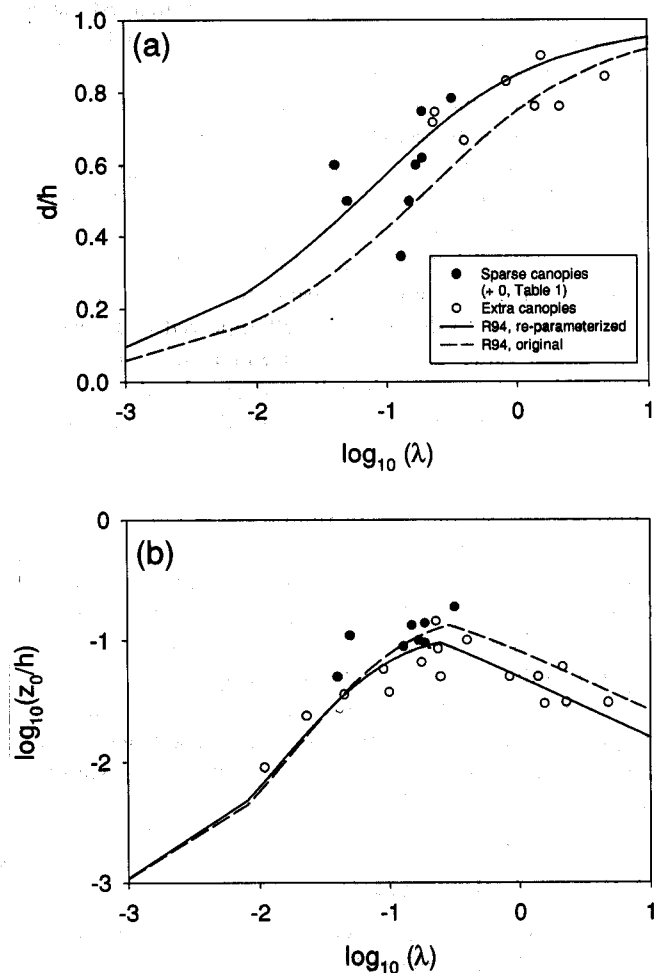 (a)
1.0
0.8
0.6
0.4
0.2
0.0
d/h
Sparse canopies
(+ 0, Table 1)
Extra canopies
R94, re-parameterized
R94, original
-3
-2
-1
0
1
log10 (λ)
(b)
0
-1
-2
-3
log10(z0/h)
-3
-2
-1
0
1
log10 (λ)